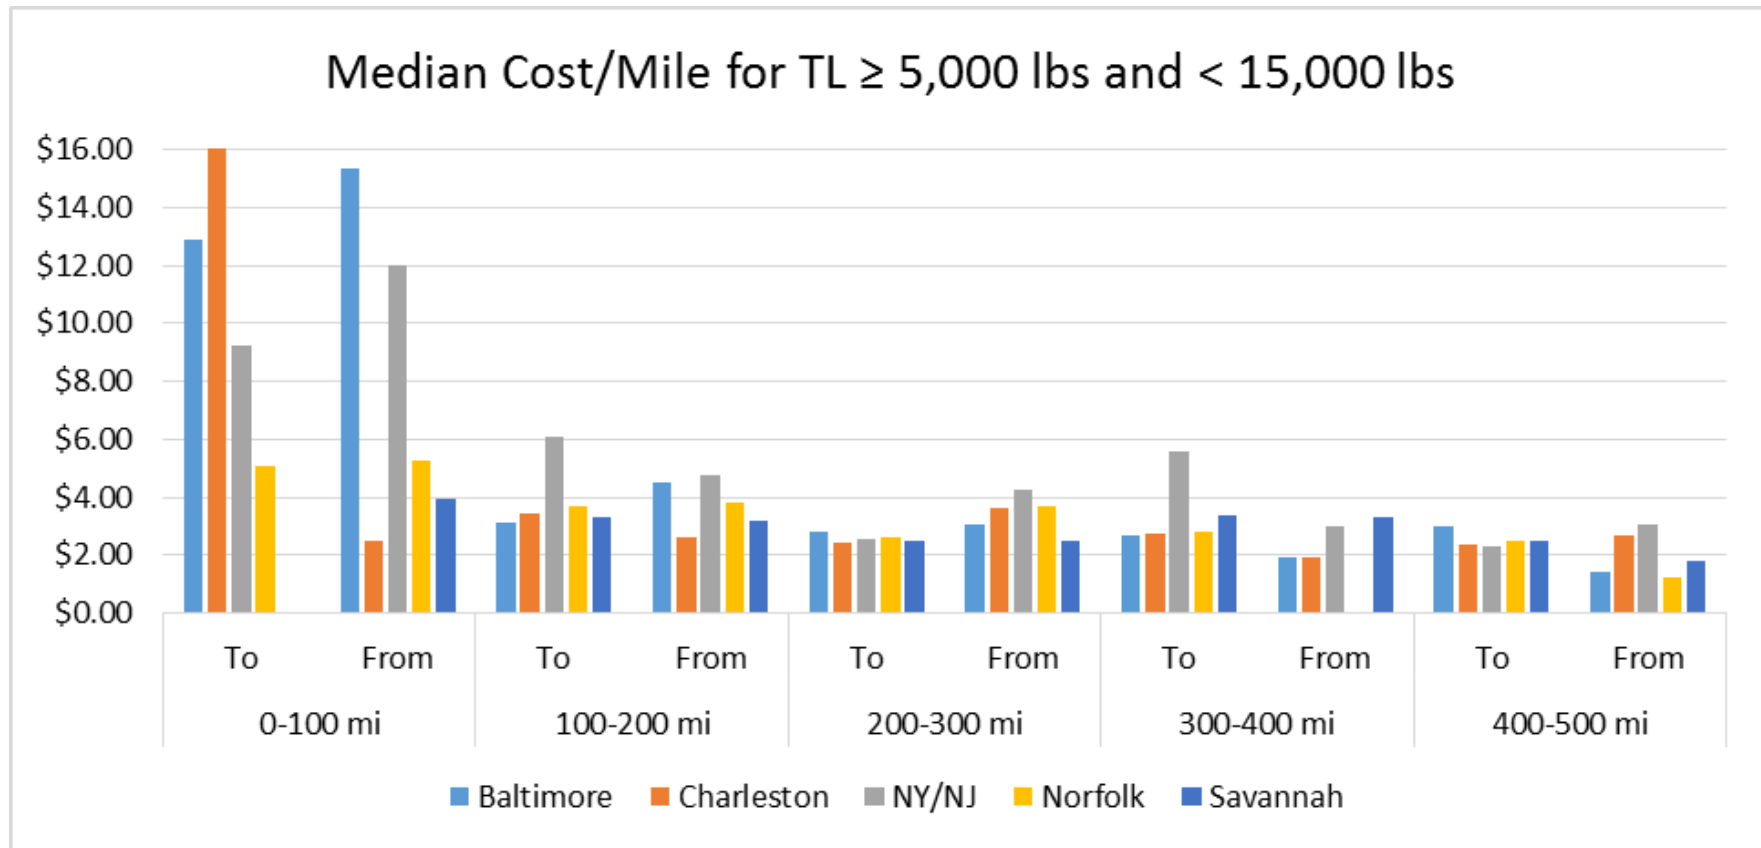 Median Cost/Mile for TL ≥ 5,000 lbs and < 15,000 lbs
$16.00
$14.00
$12.00
$10.00
$8.00
$6.00
$4.00
$2.00
$0.00
To From To From To From To From To From
0-100 mi 100-200 mi 200-300 mi 300-400 mi 400-500 mi
Baltimore Charleston NY/NJ Norfolk Savannah